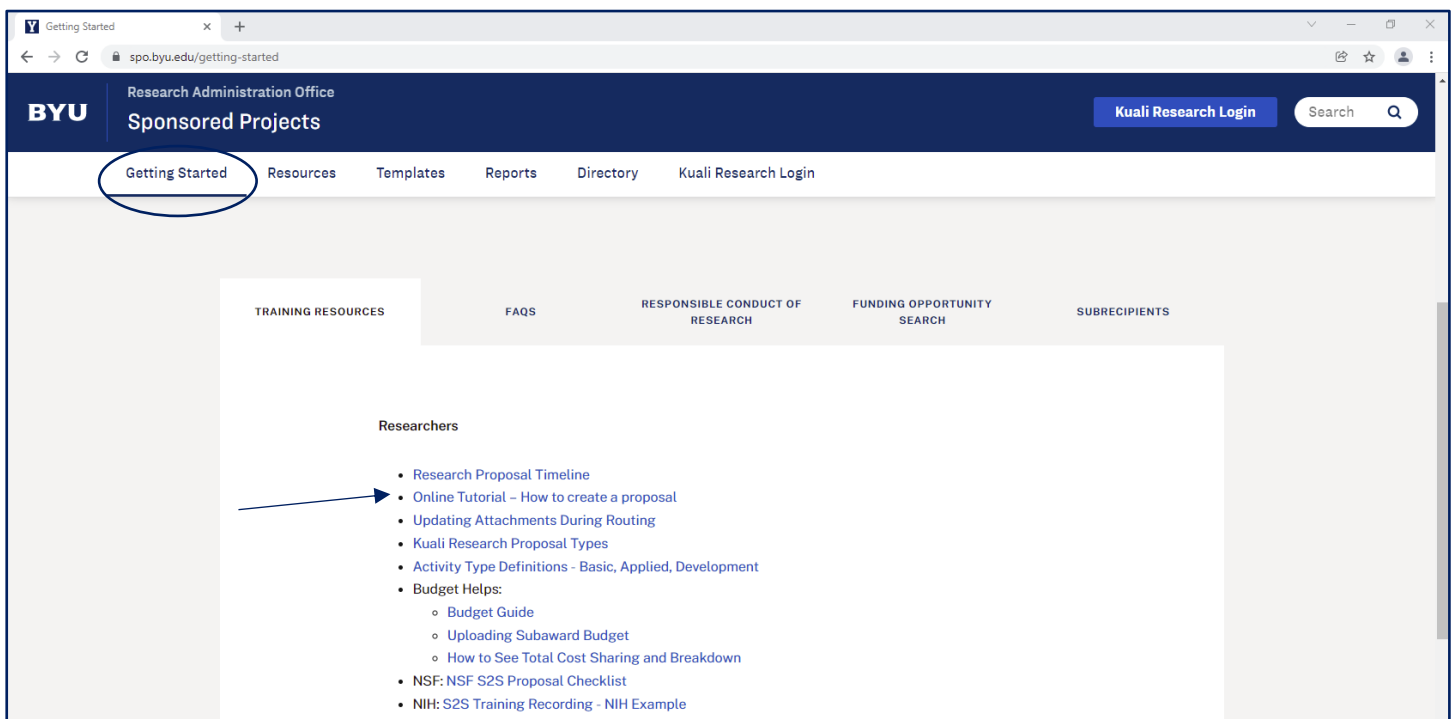 Getting Started
spo.byu.edu/getting-started
BYU
Research Administration Office
Sponsored Projects
Kuali Research Login
Search
Getting Started Resources Templates Reports Directory Kuali Research Login
TRAINING RESOURCES
FAQS
RESPONSIBLE CONDUCT OF
RESEARCH
FUNDING OPPORTUNITY
SEARCH
SUBRECIPIENTS
Researchers
• Research Proposal Timeline
• Online Tutorial – How to create a proposal
• Updating Attachments During Routing
• Kuali Research Proposal Types
• Activity Type Definitions - Basic, Applied, Development
• Budget Helps:
◦ Budget Guide
◦ Uploading Subaward Budget
◦ How to See Total Cost Sharing and Breakdown
• NSF: NSF S2S Proposal Checklist
• NIH: S2S Training Recording - NIH Example